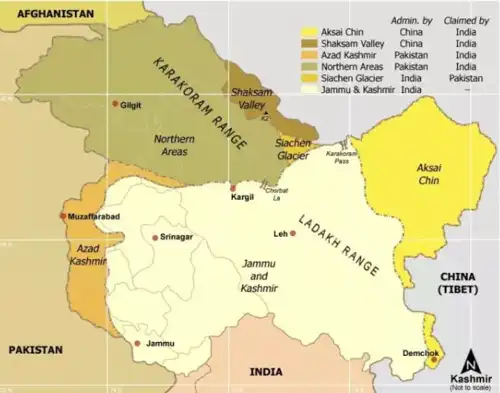 AFGHANISTAN
Admin. by Claimed by
Aksai Chin China India
Shaksam Valley China India
Azad Kashmir Pakistan India
Northern Areas Pakistan India
Siachen Glacier India Pakistan
Jammu & Kashmir India –
KARAKORAM RANGE
Shaksam
Valley
Gilgit
Northern
Areas
Siachen
Glacier
Karakoram
Pass
Aksai
Chin
Kargil
Chorbat
La
Muzaffarabad
Azad
Kashmir
Srinagar
Leh
LADAKH RANGE
Jammu
and
Kashmir
CHINA
(TIBET)
Jammu
PAKISTAN
INDIA
Demchok
N
Kashmir
(Not to scale)